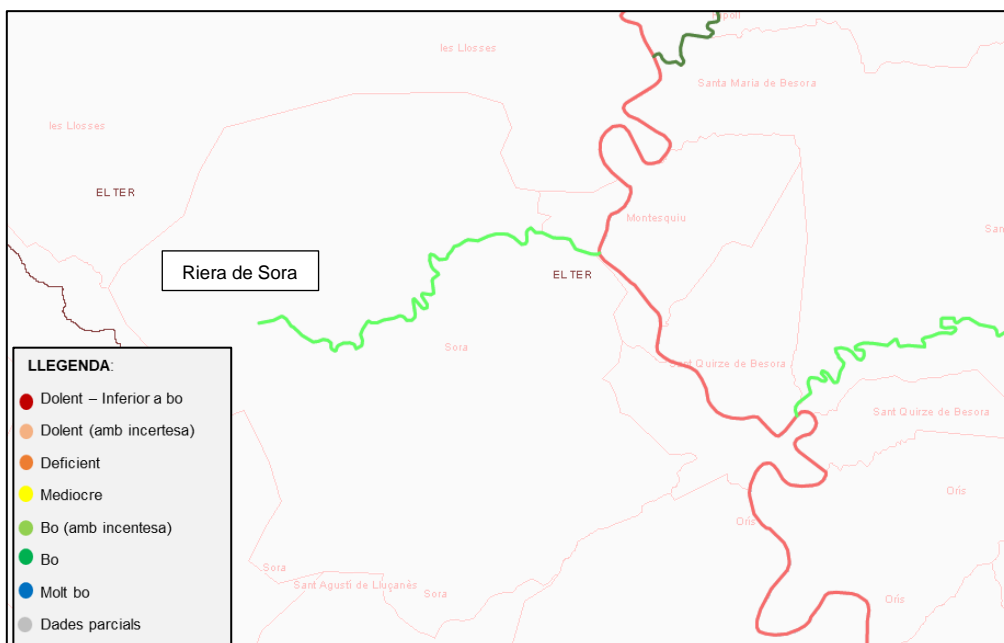 Ripoll
les Llosses
Santa Maria de Besora
les Llosses
EL TER
Montesquiu
San
Riera de Sora
EL TER
Sora
Sant Quirze de Besora
Sant Quirze de Besora
LLEGENDA:
Dolent – Inferior a bo
Dolent (amb incertesa)
Deficient
Mediocre
Bo (amb incentesa)
Bo
Molt bo
Dades parcials
Orís
Orís
Sora
Sant Agustí de Lluçanès
Sora
Orís